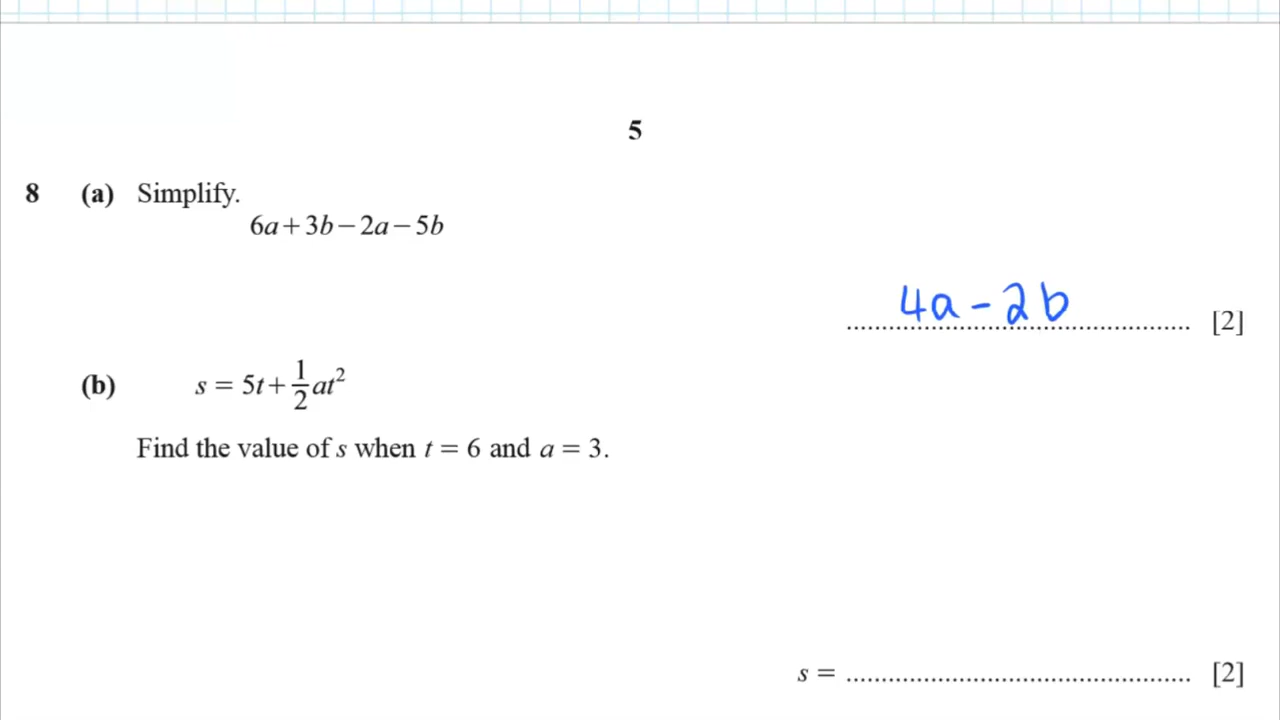 5
8 (a) Simplify.
6a + 3b − 2a − 5b
4a − 2b
.................................................. [2]
(b) s = 5t + 1/2 at²
Find the value of s when t = 6 and a = 3.
s = .................................................. [2]